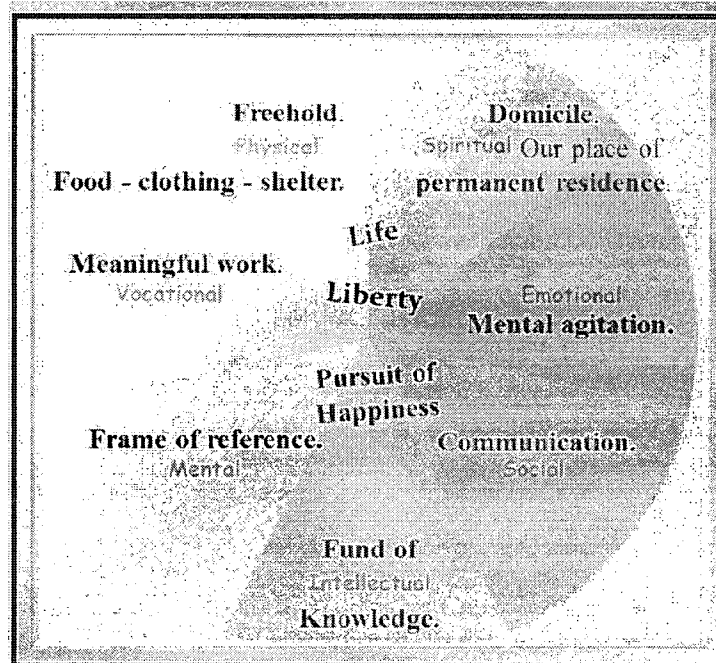 Freehold.
Physical
Food - clothing - shelter.
Domicile.
Spiritual Our place of
permanent residence.
Life
Meaningful work.
Vocational
Liberty
Emotional
Mental agitation.
Pursuit of
Happiness
Frame of reference.
Mental
Communication.
Social
Fund of
Intellectual
Knowledge.